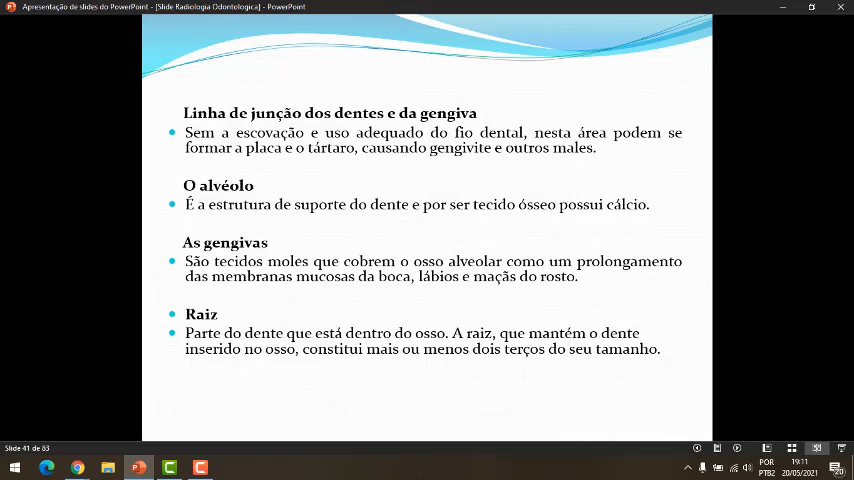 Apresentação de slides do PowerPoint - [Slide Radiologia Odontologica] - PowerPoint
Linha de junção dos dentes e da gengiva
Sem a escovação e uso adequado do fio dental, nesta área podem se
formar a placa e o tártaro, causando gengivite e outros males.
O alvéolo
É a estrutura de suporte do dente e por ser tecido ósseo possui cálcio.
As gengivas
São tecidos moles que cobrem o osso alveolar como um prolongamento
das membranas mucosas da boca, lábios e maçãs do rosto.
Raiz
Parte do dente que está dentro do osso. A raiz, que mantém o dente
inserido no osso, constitui mais ou menos dois terços do seu tamanho.
Slide 41 de 83
POR
PTB2
19:11
20/05/2021
20